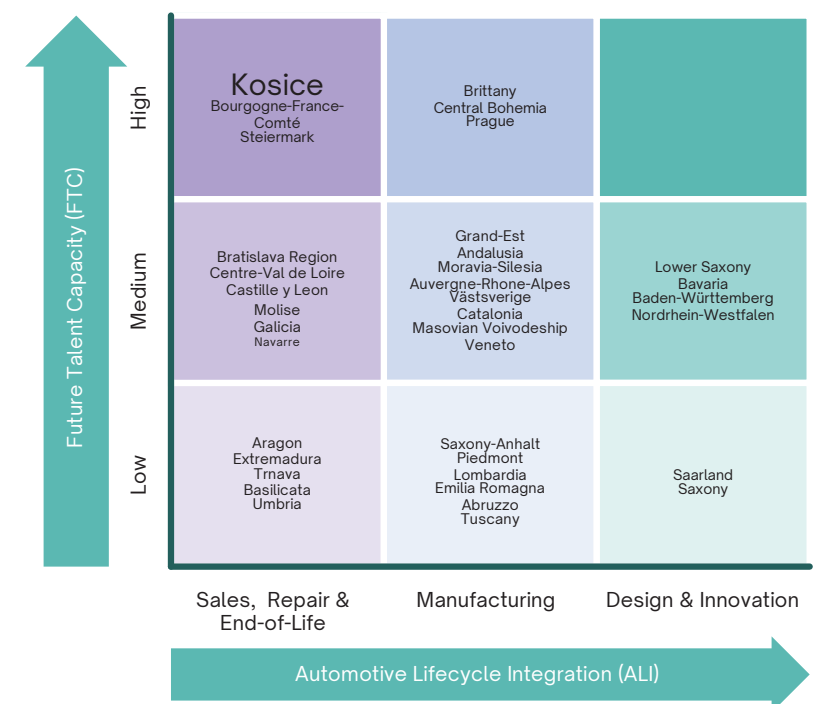 Future Talent Capacity (FTC)
High
Kosice
Bourgogne-France-
Comté
Steiermark
Brittany
Central Bohemia
Prague
Medium
Bratislava Region
Centre-Val de Loire
Castille y Leon
Molise
Galicia
Navarre
Grand-Est
Andalusia
Moravia-Silesia
Auvergne-Rhone-Alpes
Västsverige
Catalonia
Masovian Voivodeship
Veneto
Lower Saxony
Bavaria
Baden-Württemberg
Nordrhein-Westfalen
Low
Aragon
Extremadura
Trnava
Basilicata
Umbria
Saxony-Anhalt
Piedmont
Lombardia
Emilia Romagna
Abruzzo
Tuscany
Saarland
Saxony
Sales, Repair &
End-of-Life
Manufacturing
Design & Innovation
Automotive Lifecycle Integration (ALI)